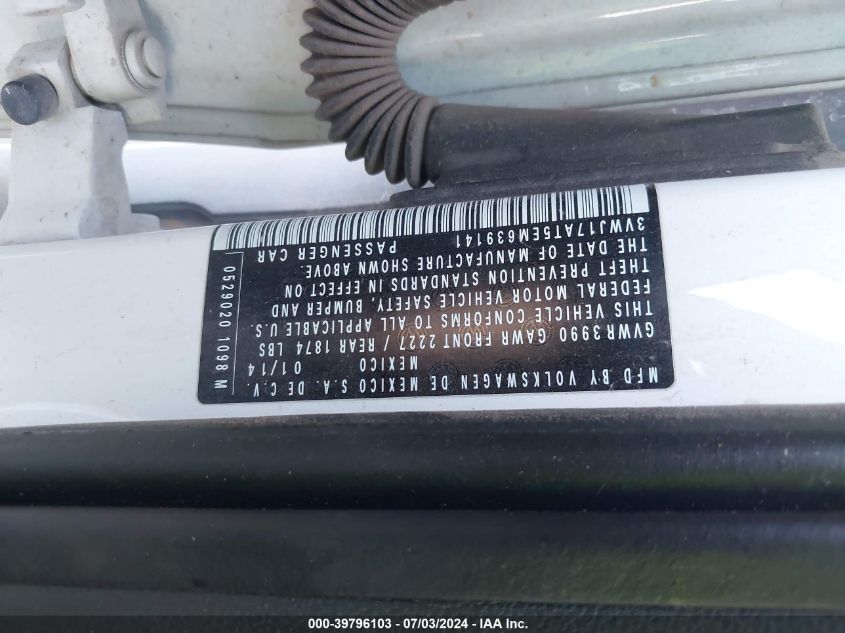 MFD BY VOLKSWAGEN DE MEXICO S.A. DE C.V.
MEXICO 01/14
GVWR 3990 GAWR FRONT 2227 / REAR 1874 LBS
THIS VEHICLE CONFORMS TO ALL APPLICABLE U.S.
FEDERAL MOTOR VEHICLE SAFETY, BUMPER AND
THEFT PREVENTION STANDARDS IN EFFECT ON
THE DATE OF MANUFACTURE SHOWN ABOVE.
3VWJ17AT5EM639141 PASSENGER CAR
0529020 1098 M
000-39796103 - 07/03/2024 - IAA Inc.